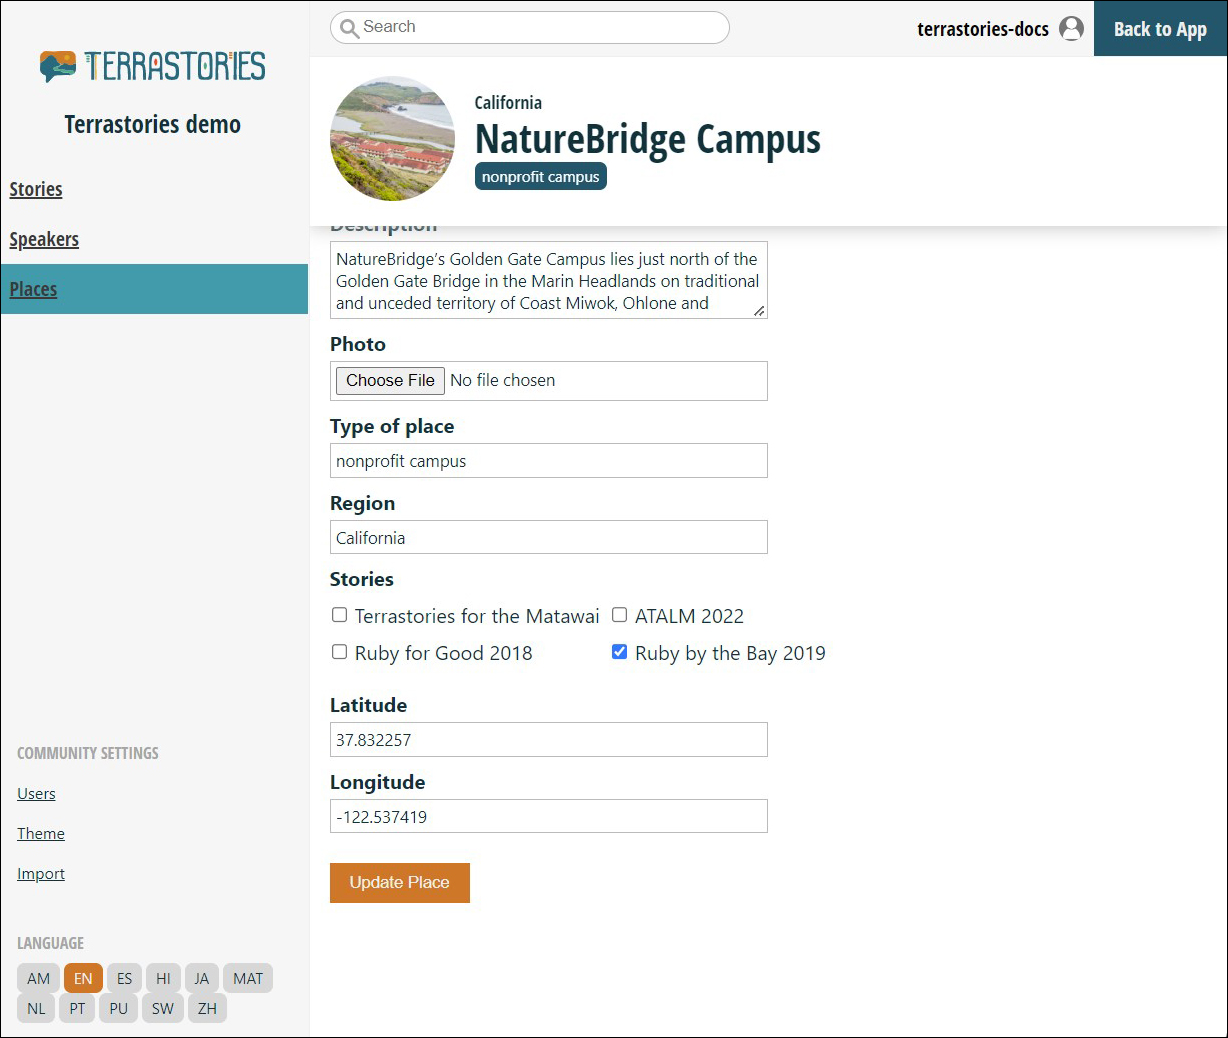 TERRASTORIES
Terrastories demo
Stories
Speakers
Places
COMMUNITY SETTINGS
Users
Theme
Import
LANGUAGE
AM EN ES HI JA MAT
NL PT PU SW ZH
Search
terrastories-docs
Back to App
California
NatureBridge Campus
nonprofit campus
Description
NatureBridge’s Golden Gate Campus lies just north of the
Golden Gate Bridge in the Marin Headlands on traditional
and unceded territory of Coast Miwok, Ohlone and
Photo
Choose File No file chosen
Type of place
nonprofit campus
Region
California
Stories
Terrastories for the Matawai ATALM 2022
Ruby for Good 2018 Ruby by the Bay 2019
Latitude
37.832257
Longitude
-122.537419
Update Place